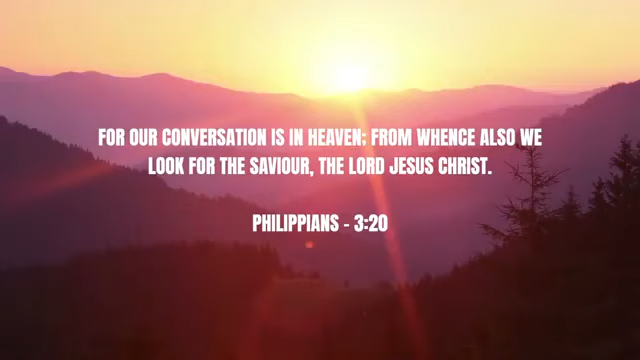 FOR OUR CONVERSATION IS IN HEAVEN; FROM WHENCE ALSO WE
LOOK FOR THE SAVIOUR, THE LORD JESUS CHRIST.
PHILIPPIANS - 3:20